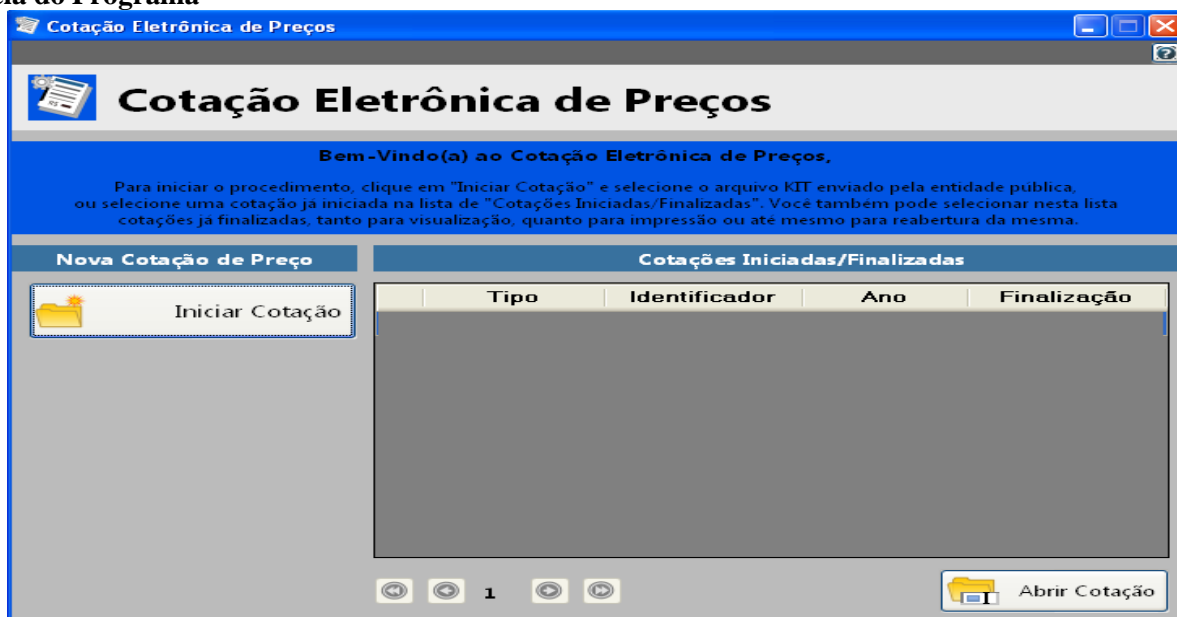 do Programa
Cotação Eletrônica de Preços
Cotação Eletrônica de Preços
Bem-Vindo(a) ao Cotação Eletrônica de Preços,
Para iniciar o procedimento, clique em "Iniciar Cotação" e selecione o arquivo KIT enviado pela entidade publica,
ou selecione uma cotação já iniciada na lista de "Cotações Iniciadas/Finalizadas". Você também pode selecionar nesta lista
cotações já finalizadas, tanto para visualização, quanto para impressão ou até mesmo para reabertura da mesma.
Nova Cotação de Preço
Cotações Iniciadas/Finalizadas
Iniciar Cotação
Tipo Identificador Ano Finalização
1
Abrir Cotação